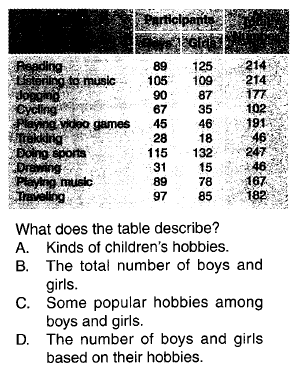 Participants
Boys Girls Number
Reading 89 125 214
Listening to music 105 109 214
Jogging 90 87 177
Cycling 67 35 102
Playing video games 45 46 191
Trekking 28 18 46
Doing sports 115 132 247
Drawing 31 15 46
Playing music 89 78 167
Traveling 97 85 182
What does the table describe?
A. Kinds of children's hobbies.
B. The total number of boys and
girls.
C. Some popular hobbies among
boys and girls.
D. The number of boys and girls
based on their hobbies.